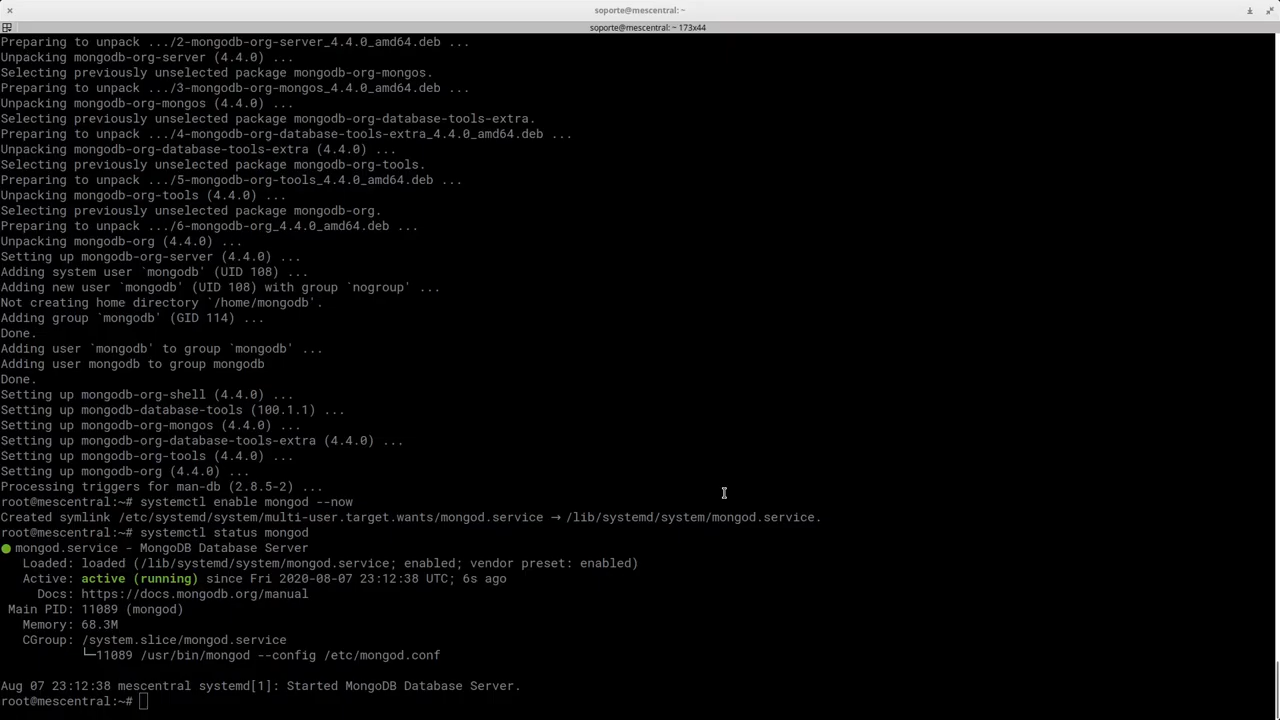 soporte@mescentral: ~
soporte@mescentral: ~ 173x44
Preparing to unpack .../2-mongodb-org-server_4.4.0_amd64.deb ...
Unpacking mongodb-org-server (4.4.0) ...
Selecting previously unselected package mongodb-org-mongos.
Preparing to unpack .../3-mongodb-org-mongos_4.4.0_amd64.deb ...
Unpacking mongodb-org-mongos (4.4.0) ...
Selecting previously unselected package mongodb-org-database-tools-extra.
Preparing to unpack .../4-mongodb-org-database-tools-extra_4.4.0_amd64.deb ...
Unpacking mongodb-org-database-tools-extra (4.4.0) ...
Selecting previously unselected package mongodb-org-tools.
Preparing to unpack .../5-mongodb-org-tools_4.4.0_amd64.deb ...
Unpacking mongodb-org-tools (4.4.0) ...
Selecting previously unselected package mongodb-org.
Preparing to unpack .../6-mongodb-org_4.4.0_amd64.deb ...
Unpacking mongodb-org (4.4.0) ...
Setting up mongodb-org-server (4.4.0) ...
Adding system user `mongodb' (UID 108) ...
Adding new user `mongodb' (UID 108) with group `nogroup' ...
Not creating home directory `/home/mongodb'.
Adding group `mongodb' (GID 114) ...
Done.
Adding user `mongodb' to group `mongodb' ...
Adding user mongodb to group mongodb
Done.
Setting up mongodb-org-shell (4.4.0) ...
Setting up mongodb-database-tools (100.1.1) ...
Setting up mongodb-org-mongos (4.4.0) ...
Setting up mongodb-org-database-tools-extra (4.4.0) ...
Setting up mongodb-org-tools (4.4.0) ...
Setting up mongodb-org (4.4.0) ...
Processing triggers for man-db (2.8.5-2) ...
root@mescentral:~# systemctl enable mongod --now
Created symlink /etc/systemd/system/multi-user.target.wants/mongod.service → /lib/systemd/system/mongod.service.
root@mescentral:~# systemctl status mongod
● mongod.service - MongoDB Database Server
Loaded: loaded (/lib/systemd/system/mongod.service; enabled; vendor preset: enabled)
Active: active (running) since Fri 2020-08-07 23:12:38 UTC; 6s ago
Docs: https://docs.mongodb.org/manual
Main PID: 11089 (mongod)
Memory: 68.3M
CGroup: /system.slice/mongod.service
└─11089 /usr/bin/mongod --config /etc/mongod.conf
Aug 07 23:12:38 mescentral systemd[1]: Started MongoDB Database Server.
root@mescentral:~#